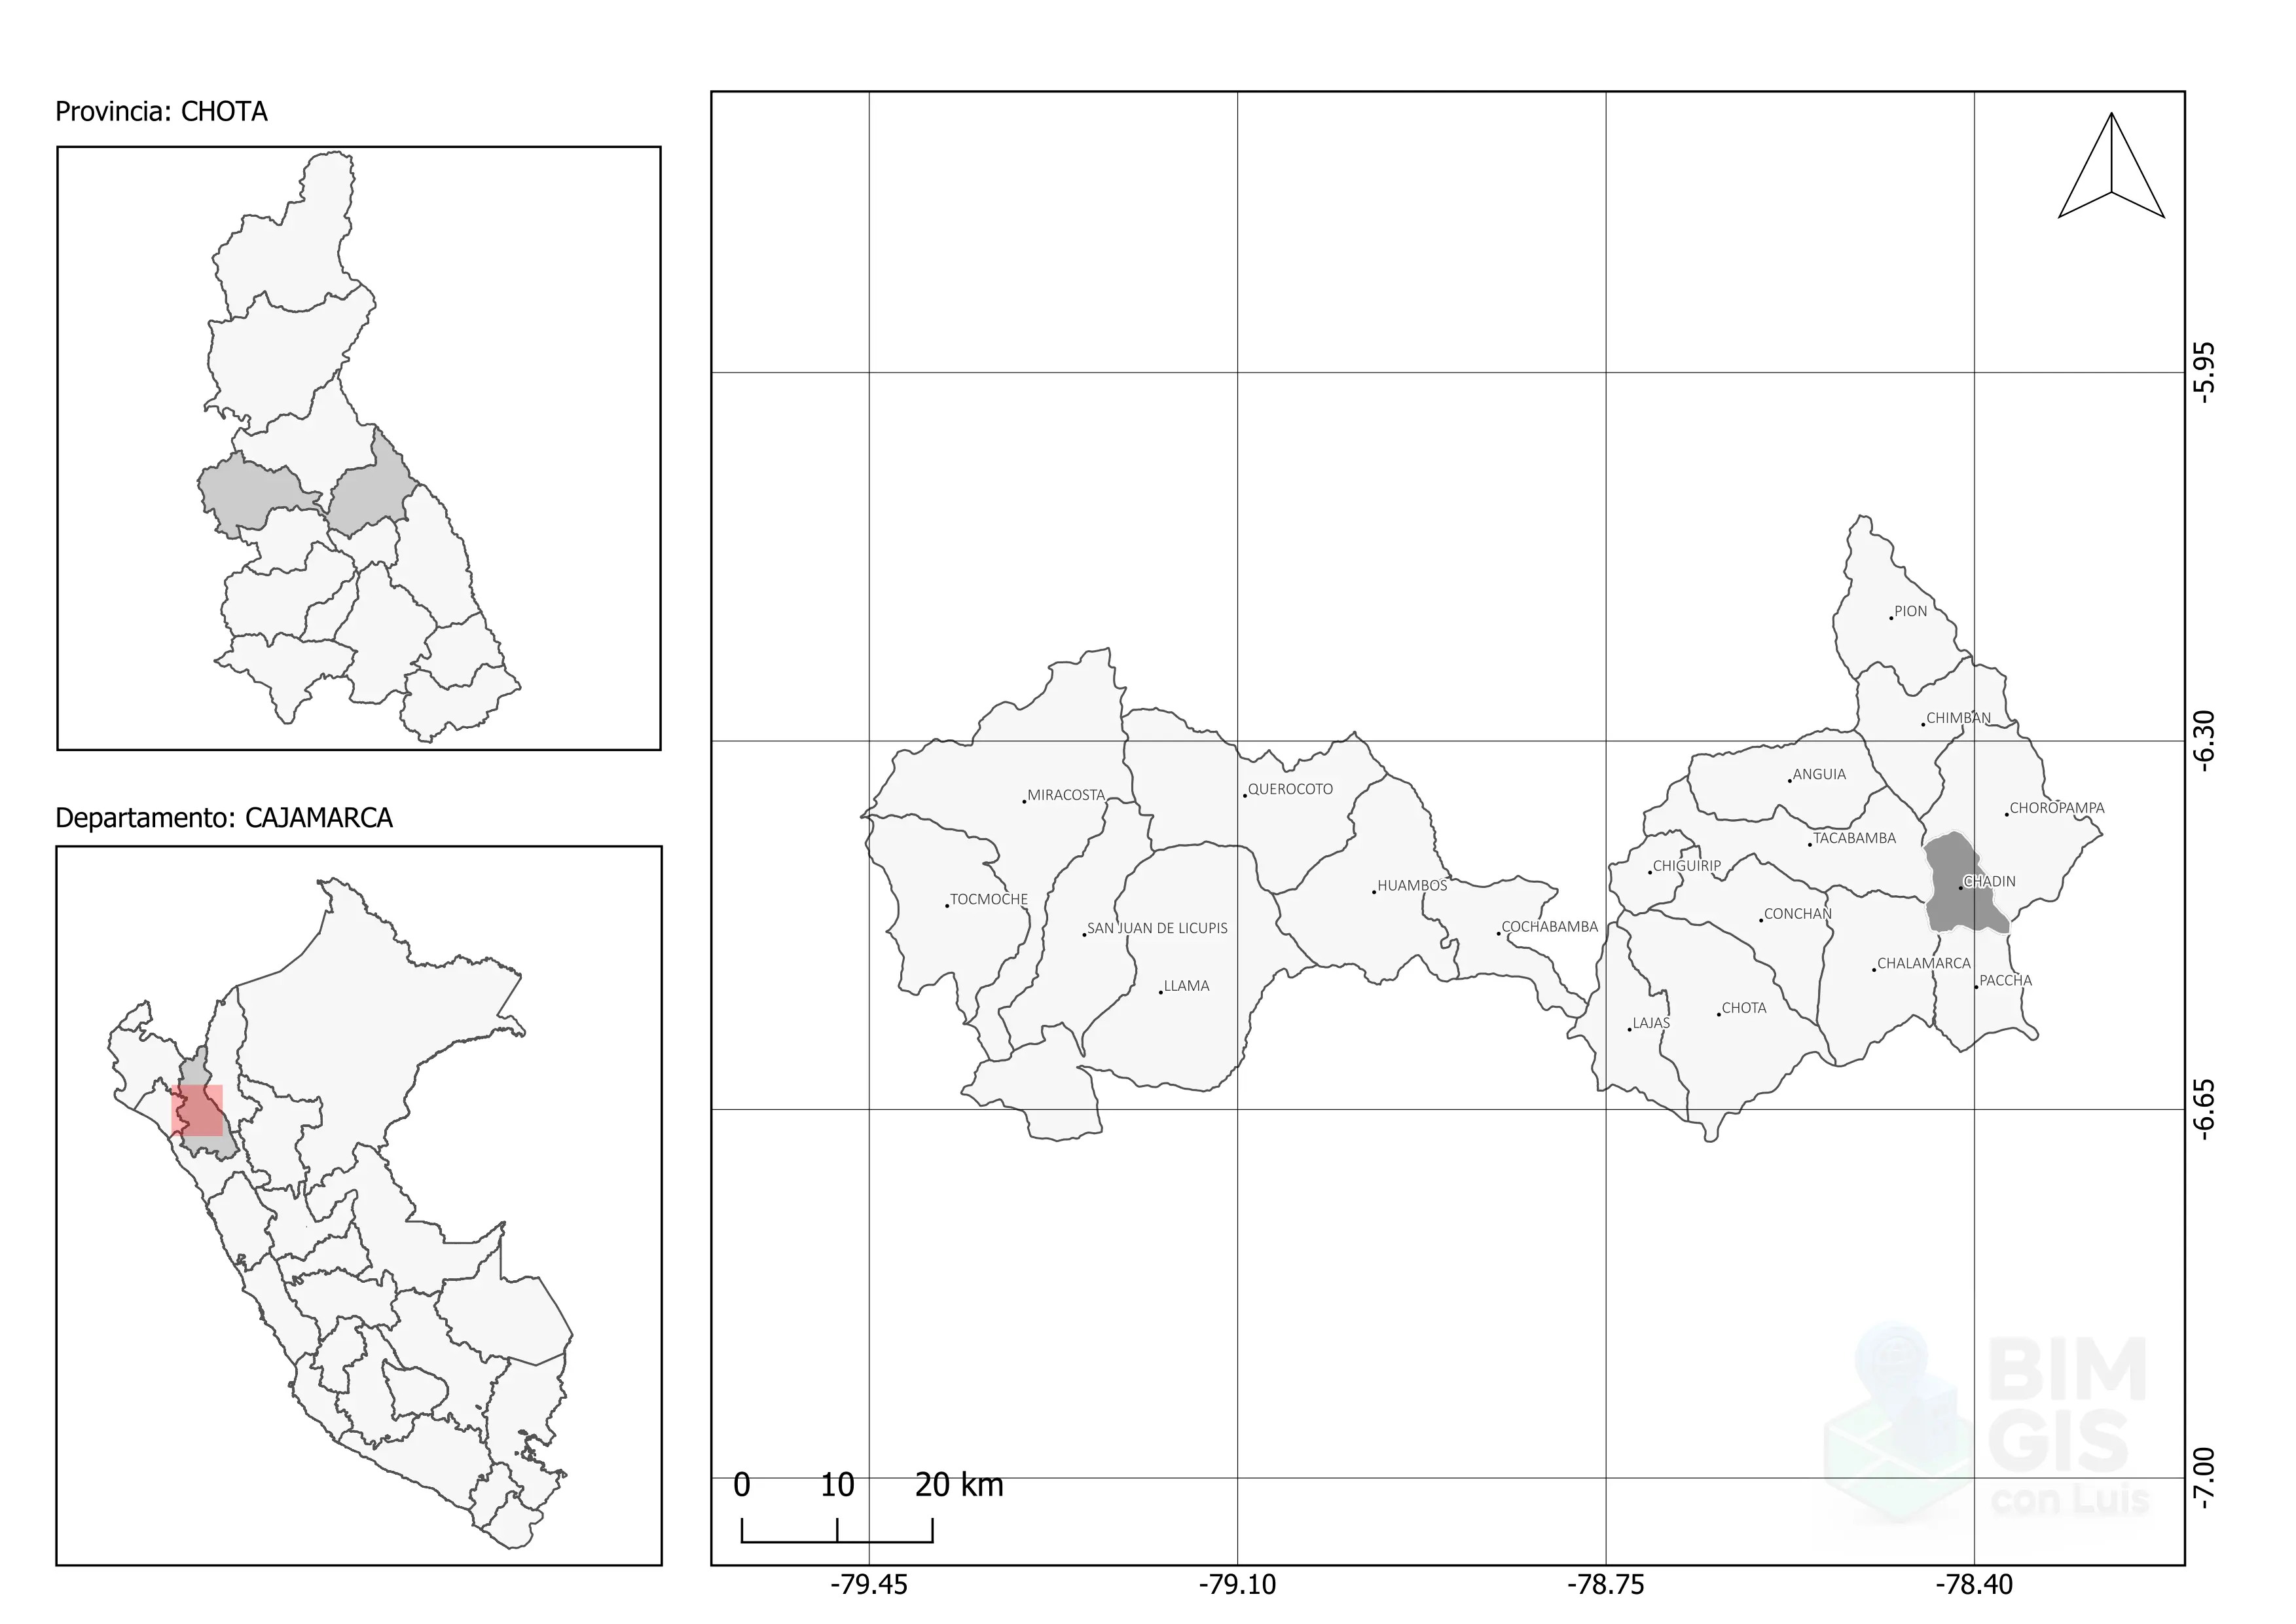 Provincia: CHOTA
Departamento: CAJAMARCA
PION
CHIMBAN
ANGUIA
QUEROCOTO
MIRACOSTA
CHOROPAMPA
TACABAMBA
CHIGUIRIP
CHADIN
HUAMBOS
TOCMOCHE
CONCHAN
SAN JUAN DE LICUPIS
COCHABAMBA
CHALAMARCA
PACCHA
LLAMA
CHOTA
LAJAS
-5.95
-6.30
-6.65
-7.00
0 10 20 km
-79.45 -79.10 -78.75 -78.40
BIM
GIS
con Luis